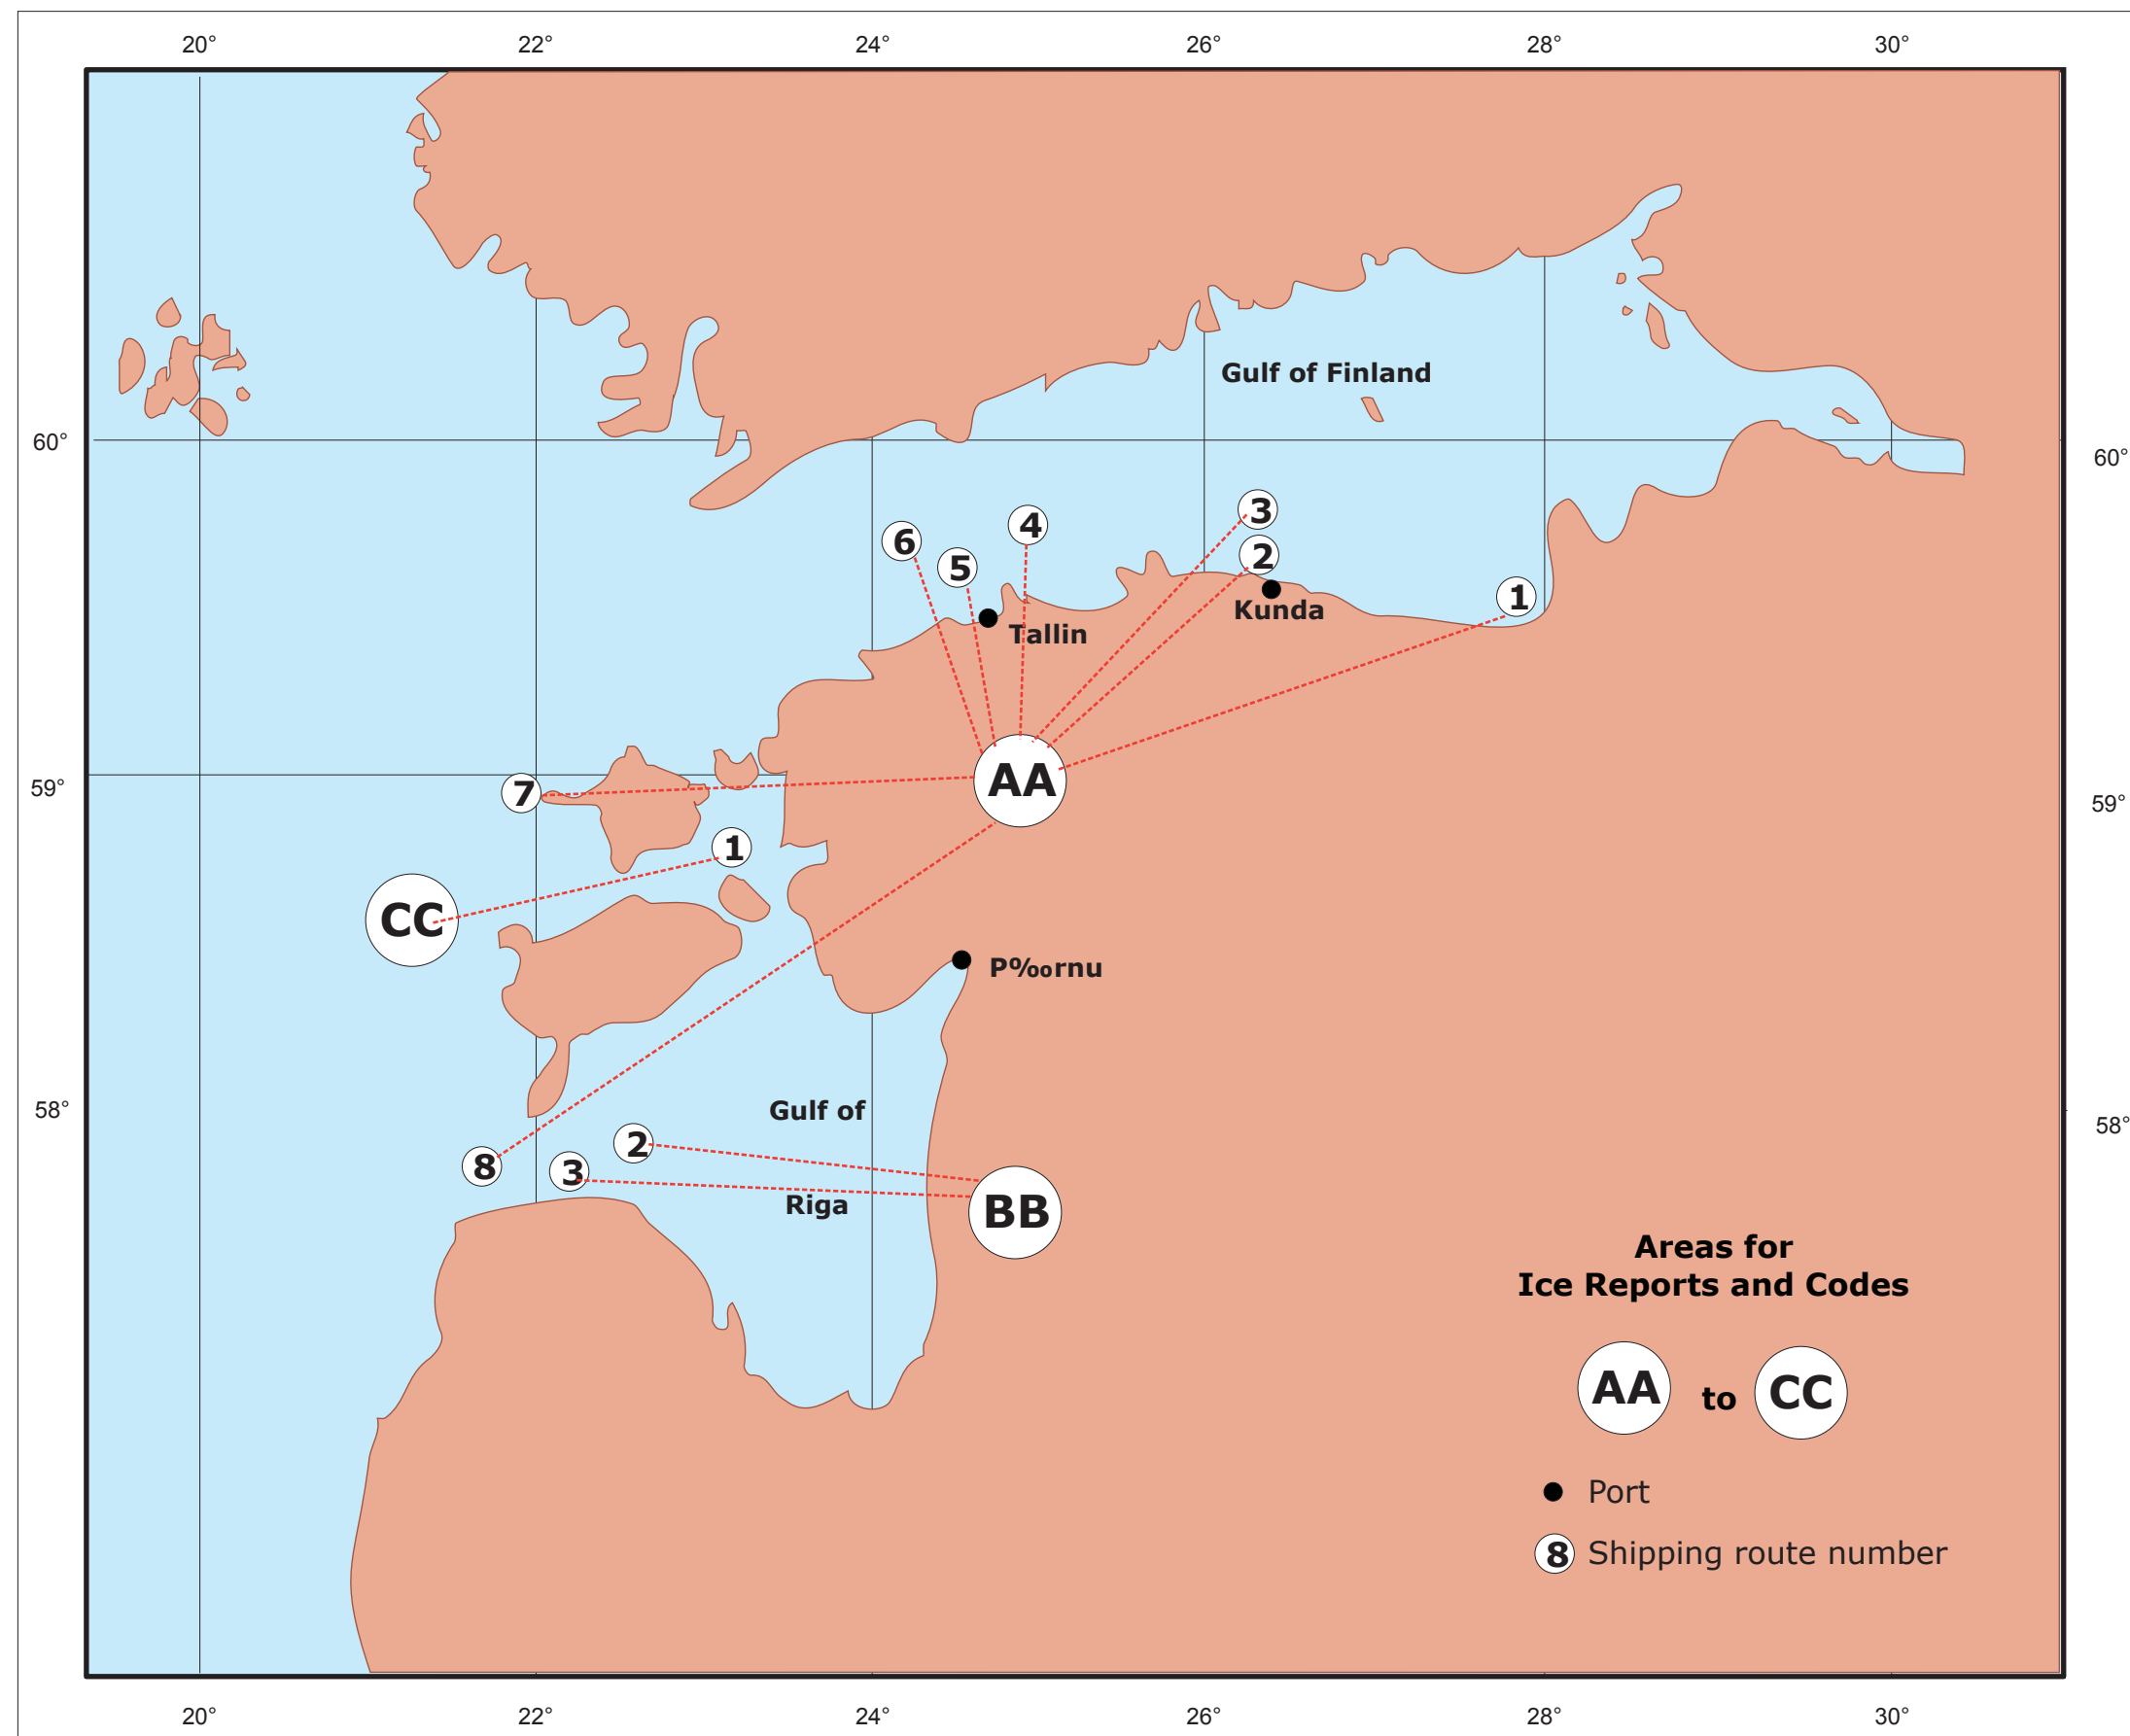 20° 22° 24° 26° 28° 30°
Gulf of Finland
60° 60°
3
4
6
2
5
1
Kunda
Tallin
AA
59° 59°
7
1
CC
P‰rnu
58° 58°
Gulf of
2
8
3
Riga
BB
Areas for
Ice Reports and Codes
AA to CC
Port
8 Shipping route number
20° 22° 24° 26° 28° 30°